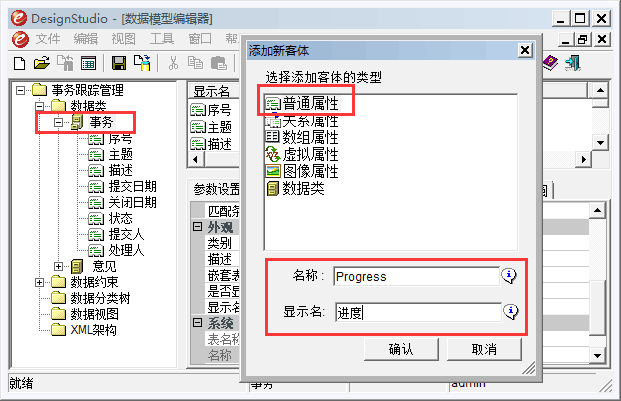 DesignStudio - [数据模型编辑器]
文件 编辑 视图 工具 窗口 帮
事务跟踪管理
数据类
事务
序号
主题
描述
提交日期
关闭日期
状态
提交人
处理人
意见
数据约束
数据分类树
数据视图
XML架构
显示名
序号
主题
描述
参数设置
匹配条
外观
类别
描述
嵌套表
是否显
显示名
系统
表名称
名称
添加新客体
选择添加客体的类型
普通属性
关系属性
数组属性
虚拟属性
图像属性
数据类
名称: Progress
显示名: 进度
确认 取消
就绪 事务 admin